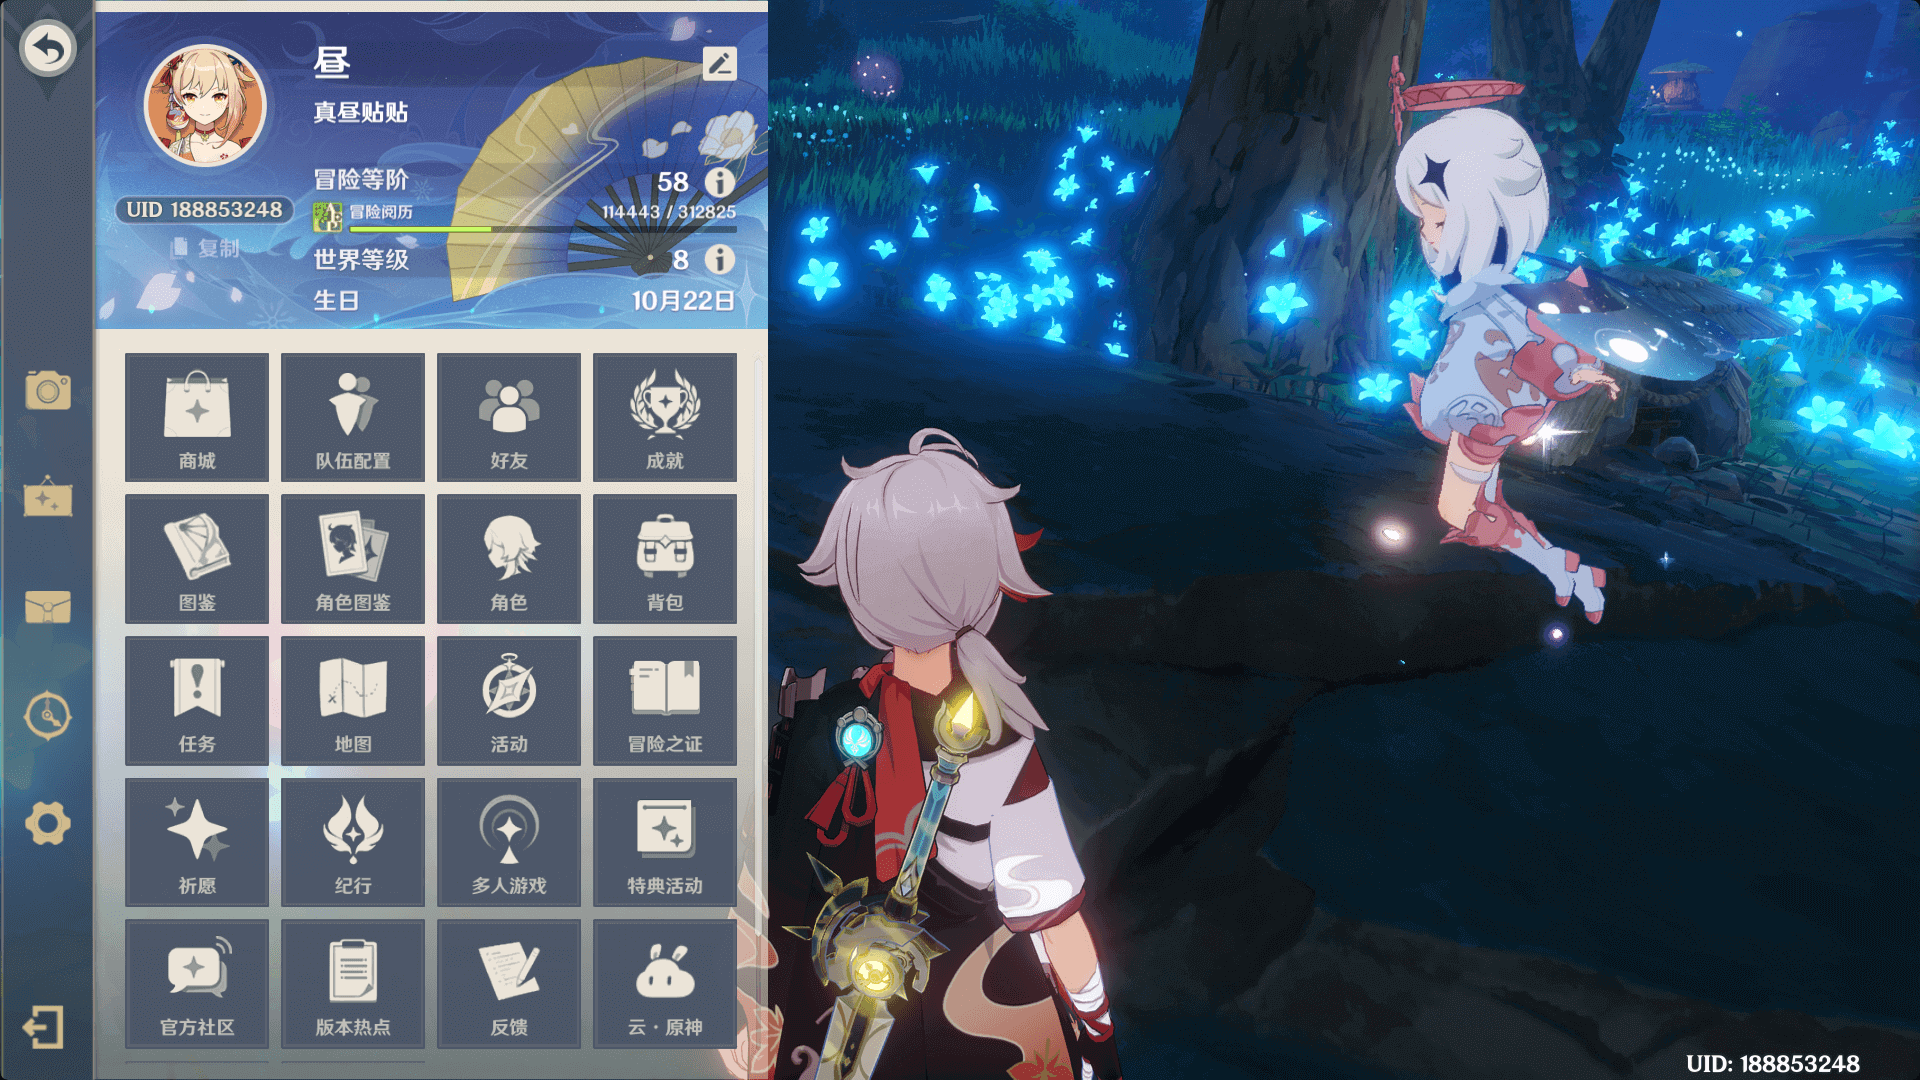 昼
真昼贴贴
冒险等阶 58
冒险阅历 114443 / 312825
世界等级 8
生日 10月22日
UID 188853248
复制
商城 队伍配置 好友 成就
图鉴 角色图鉴 角色 背包
任务 地图 活动 冒险之证
祈愿 纪行 多人游戏 特典活动
官方社区 版本热点 反馈 云·原神
UID: 188853248